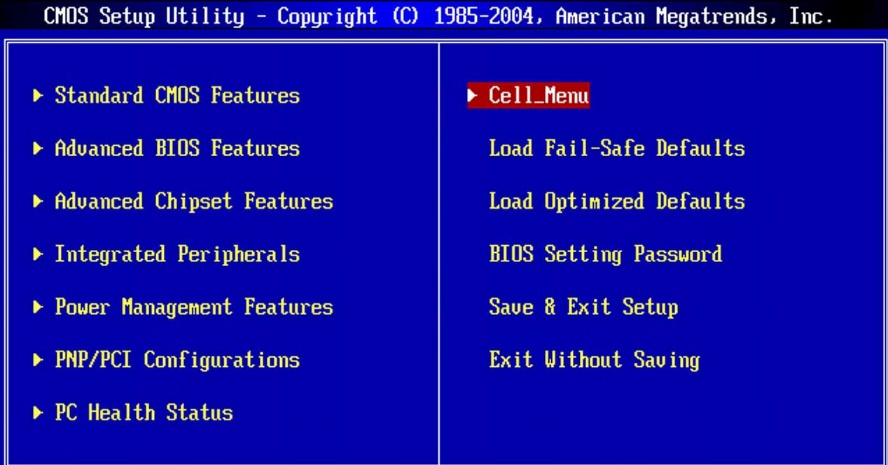 CMOS Setup Utility - Copyright (C) 1985-2004, American Megatrends, Inc.
Standard CMOS Features
Advanced BIOS Features
Advanced Chipset Features
Integrated Peripherals
Power Management Features
PNP/PCI Configurations
PC Health Status
Cell_Menu
Load Fail-Safe Defaults
Load Optimized Defaults
BIOS Setting Password
Save & Exit Setup
Exit Without Saving